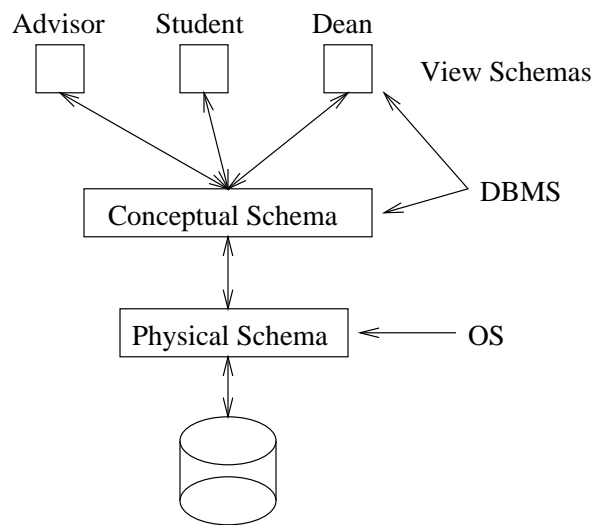 Advisor
Student
Dean
View Schemas
DBMS
Conceptual Schema
Physical Schema
OS